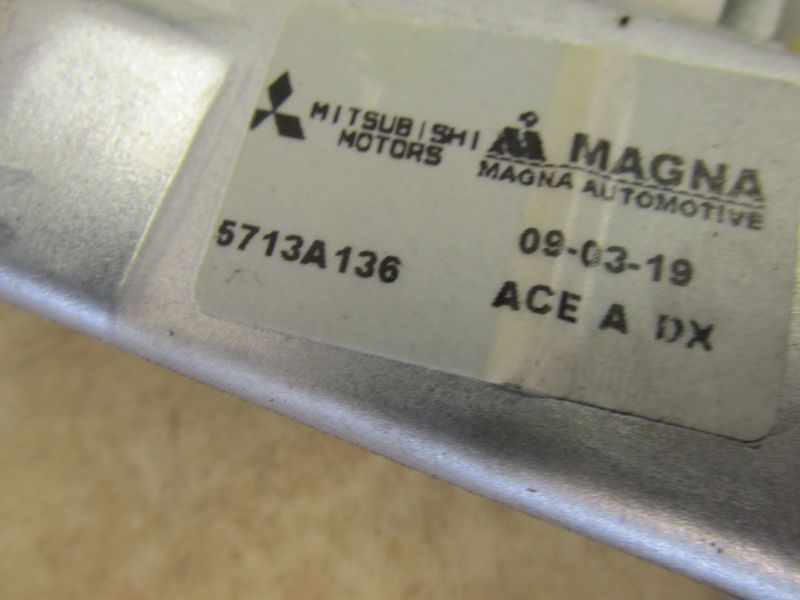 MITSUBISHI
MOTORS
MAGNA
MAGNA AUTOMOTIVE
5713A136
09-03-19
ACE A DX